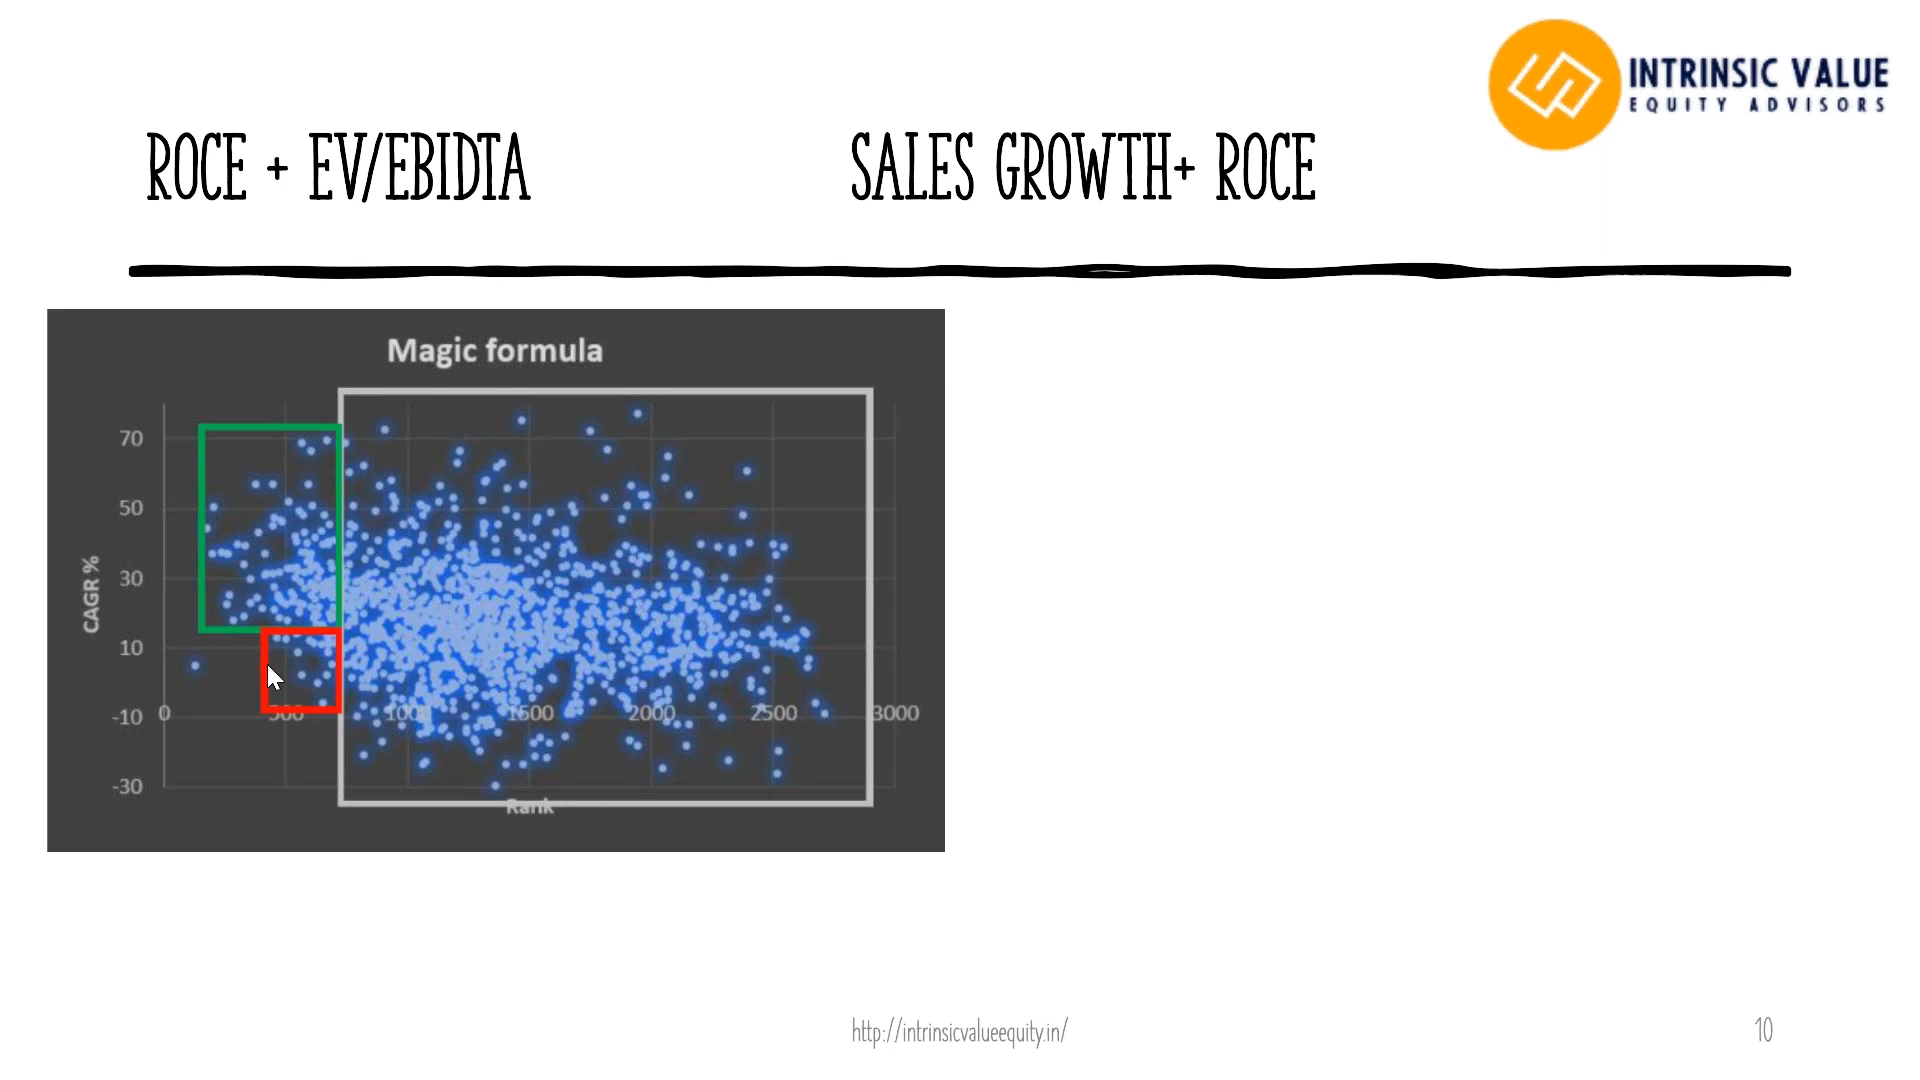 INTRINSIC VALUE
EQUITY ADVISORS
ROCE + EV/EBIDTA
SALES GROWTH+ ROCE
Magic formula
70
50
30
10
-10
-30
CAGR %
0 500 1000 1500 2000 2500 3000
Rank
http://intrinsicvalueequity.in/
10